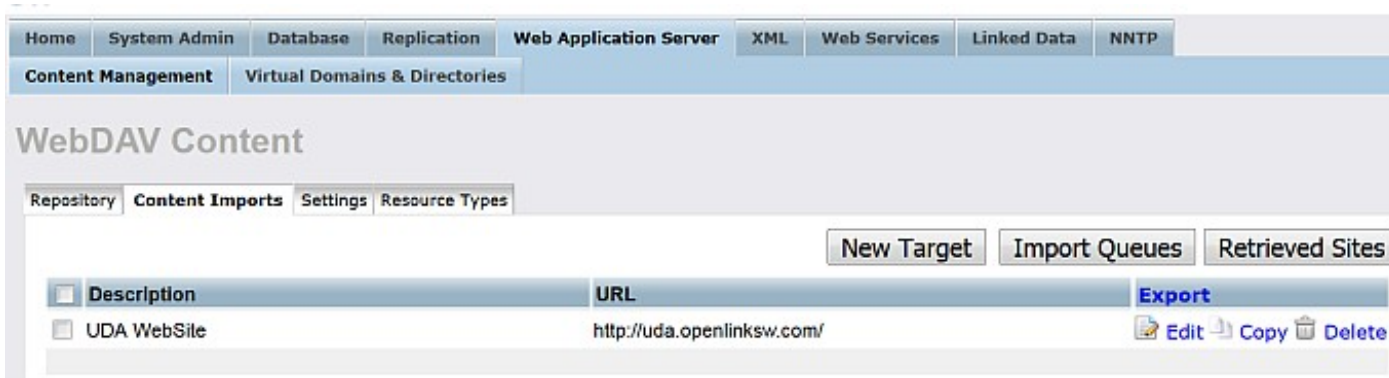 Home System Admin Database Replication Web Application Server XML Web Services Linked Data NNTP
Content Management Virtual Domains & Directories
WebDAV Content
Repository Content Imports Settings Resource Types
New Target Import Queues Retrieved Sites
Description URL Export
UDA WebSite http://uda.openlinksw.com/ Edit Copy Delete